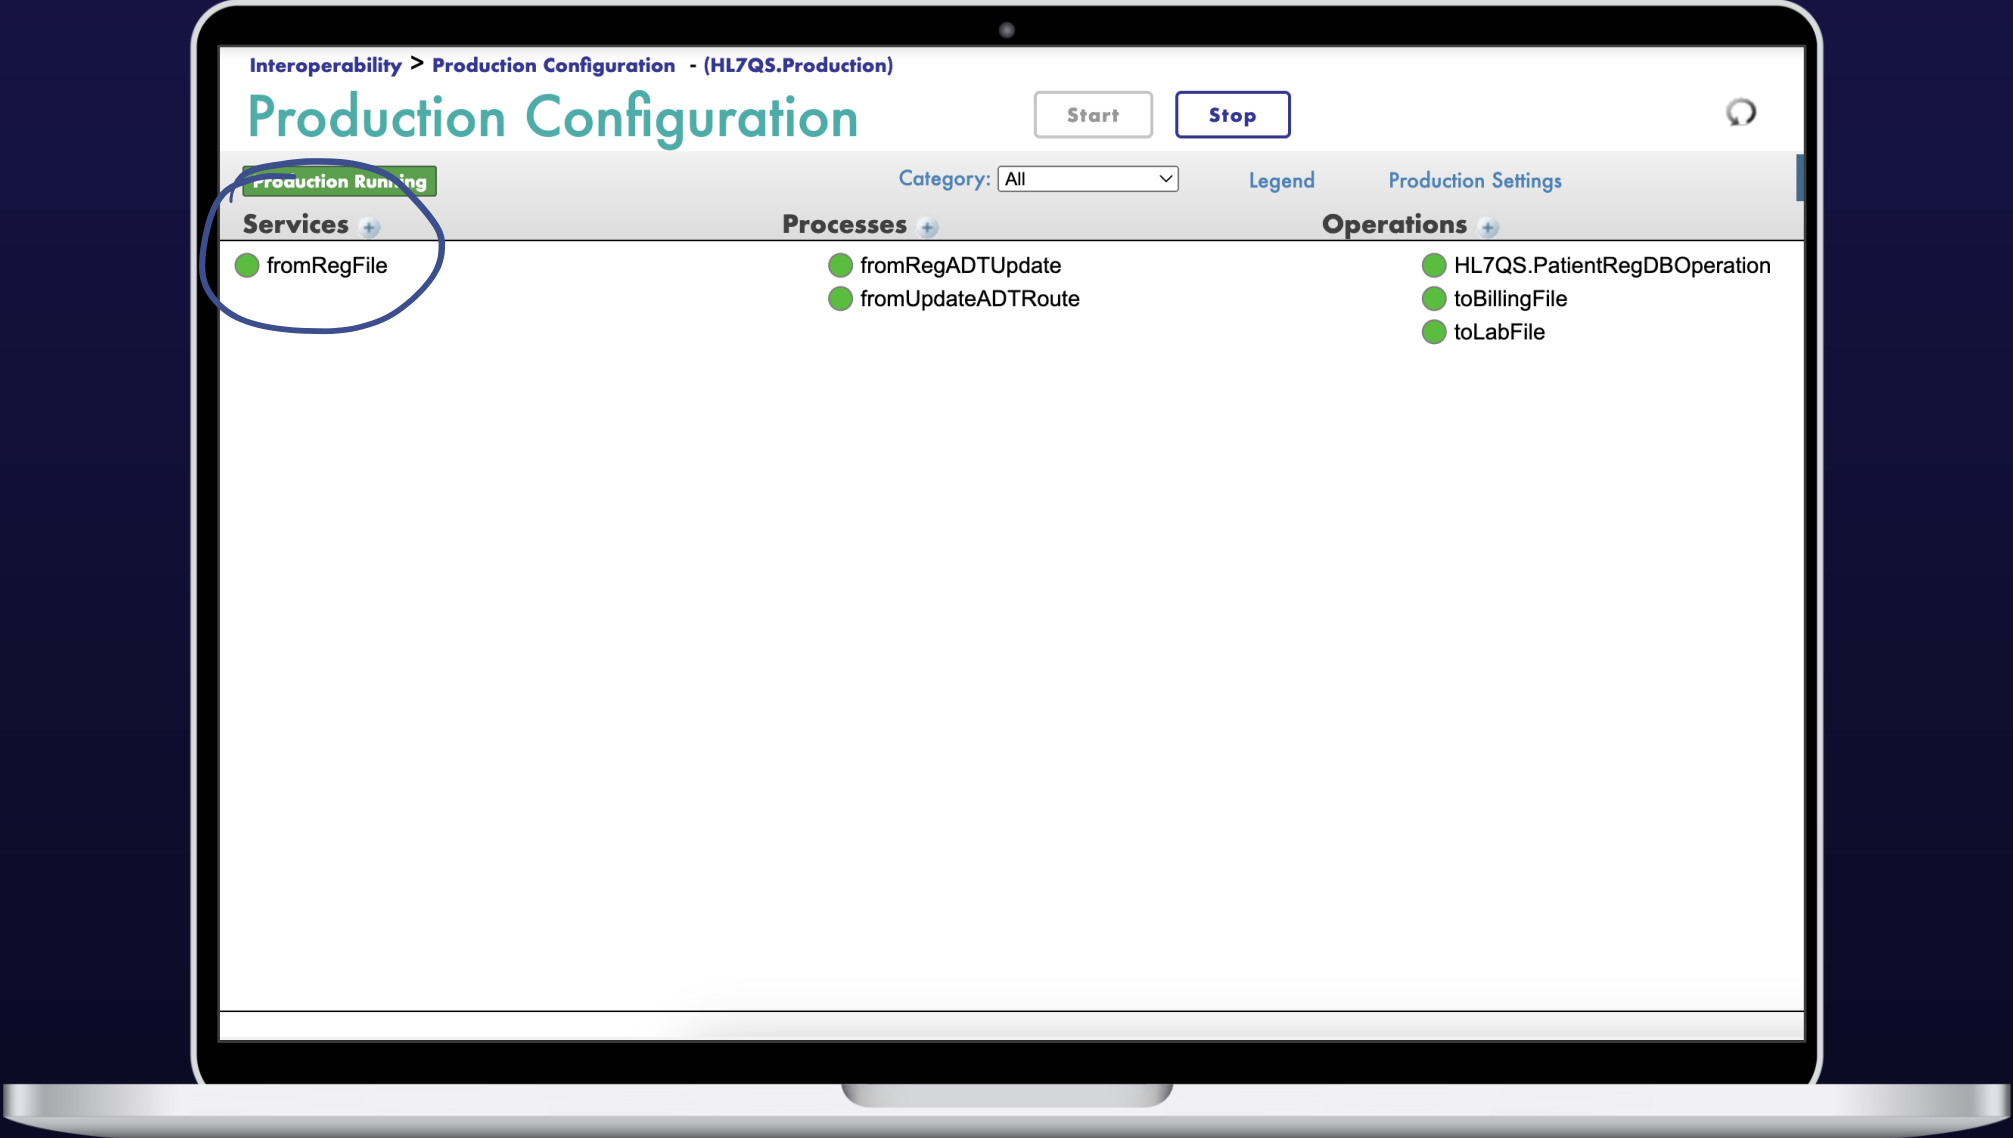 Interoperability > Production Configuration - (HL7QS.Production)
Production Configuration
Start
Stop
Production Running
Category: All
Legend
Production Settings
Services
Processes
Operations
fromRegFile
fromRegADTUpdate
HL7QS.PatientRegDBOperation
fromUpdateADTRoute
toBillingFile
toLabFile